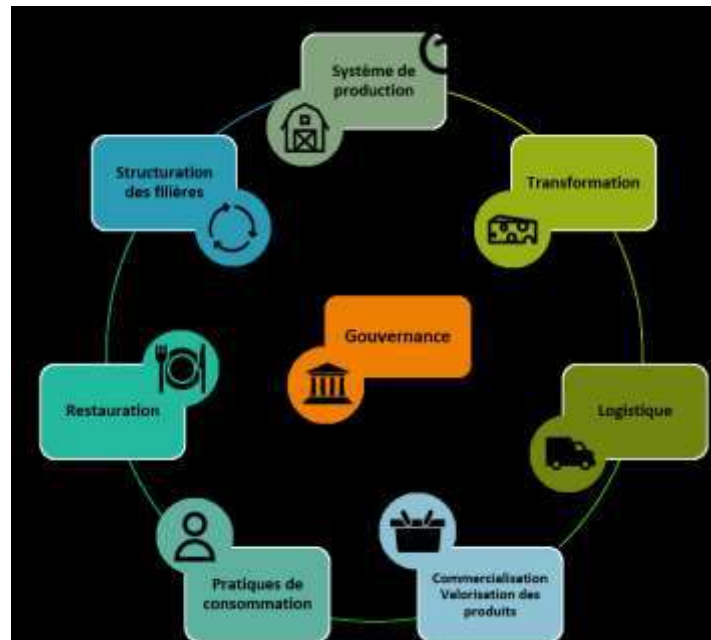 Système de
production
Transformation
Logistique
Commercialisation
Valorisation des
produits
Pratiques de
consommation
Restauration
Structuration
des filières
Gouvernance